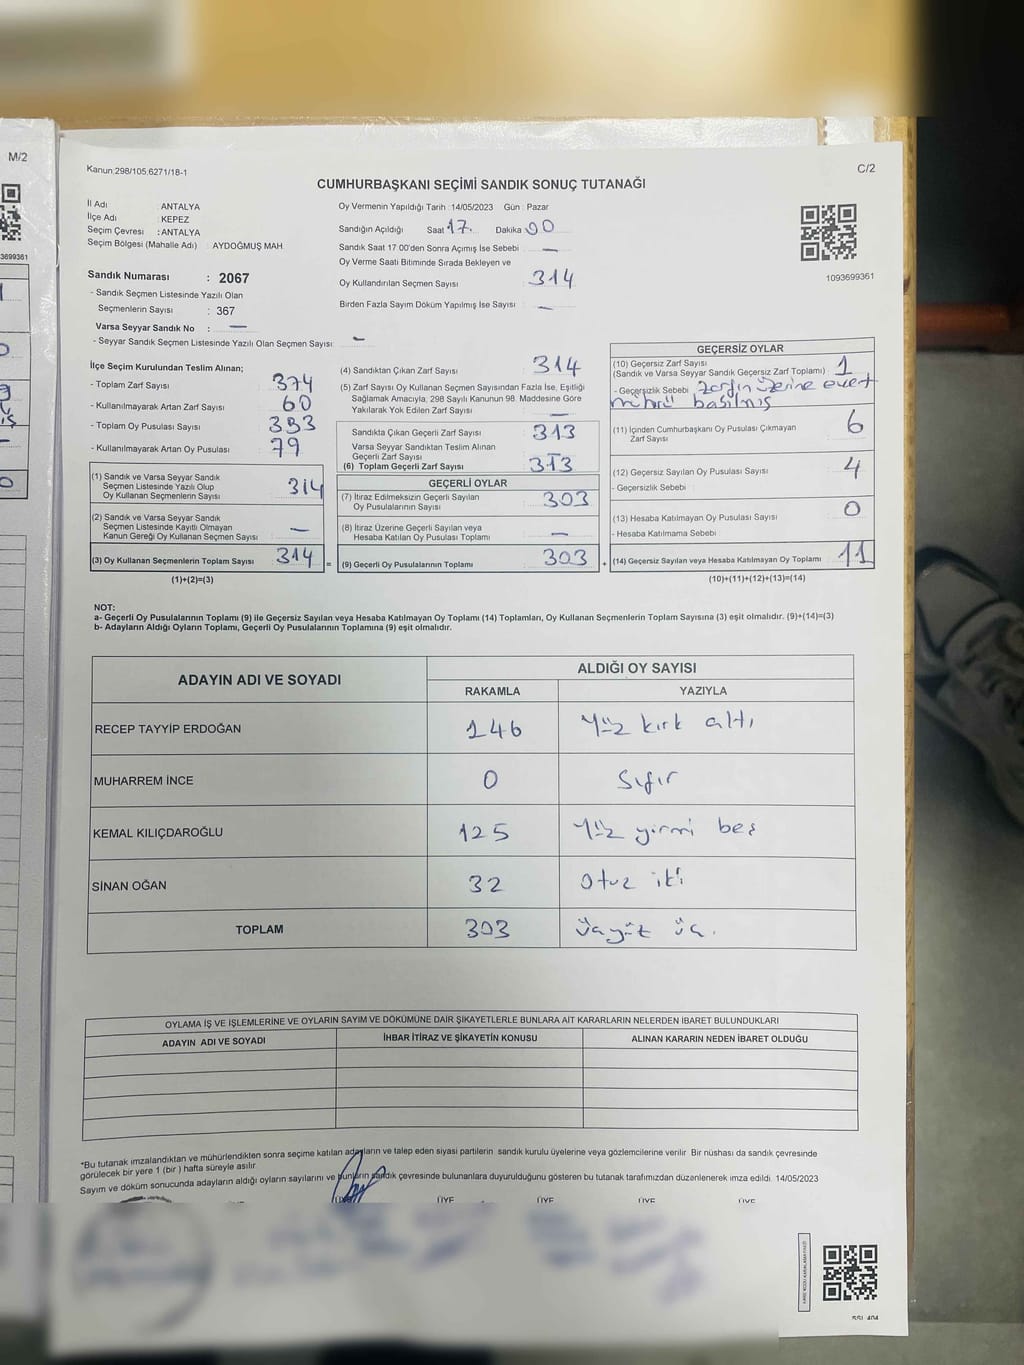 M/2
3699361
Kanun,298/105,6271/18-1
C/2
CUMHURBAŞKANI SEÇİMİ SANDIK SONUÇ TUTANAĞI
İl Adı : ANTALYA
İlçe Adı : KEPEZ
Seçim Çevresi : ANTALYA
Seçim Bölgesi (Mahalle Adı) : AYDOĞMUŞ MAH
Sandık Numarası : 2067
- Sandık Seçmen Listesinde Yazılı Olan
Seçmenlerin Sayısı : 367
Varsa Seyyar Sandık No : —
- Seyyar Sandık Seçmen Listesinde Yazılı Olan Seçmen Sayısı: —
Oy Vermenin Yapıldığı Tarih :14/05/2023 Gün : Pazar
Sandığın Açıldığı Saat 17. Dakika 00
Sandık Saat 17:00'den Sonra Açımış İse Sebebi —
Oy Verme Saati Bitiminde Sırada Bekleyen ve
Oy Kullandırılan Seçmen Sayısı : 314
Birden Fazla Sayım Döküm Yapılmış İse Sayısı : —
1093699361
İlçe Seçim Kurulundan Teslim Alınan;
- Toplam Zarf Sayısı : 374
- Kullanılmayarak Artan Zarf Sayısı : 60
- Toplam Oy Pusulası Sayısı : 393
- Kullanılmayarak Artan Oy Pusulası : 79
(1) Sandık ve Varsa Seyyar Sandık
Seçmen Listesinde Yazılı Olup
Oy Kullanan Seçmenlerin Sayısı : 314
(2) Sandık ve Varsa Seyyar Sandık
Seçmen Listesinde Kayıtlı Olmayan
Kanun Gereği Oy Kullanan Seçmen Sayısı : —
(3) Oy Kullanan Seçmenlerin Toplam Sayısı : 314
(1)+(2)=(3)
(4) Sandıktan Çıkan Zarf Sayısı : 314
(5) Zarf Sayısı Oy Kullanan Seçmen Sayısından Fazla İse, Eşitliği
Sağlamak Amacıyla; 298 Sayılı Kanunun 98. Maddesine Göre
Yakılarak Yok Edilen Zarf Sayısı : —
Sandıkta Çıkan Geçerli Zarf Sayısı : 313
Varsa Seyyar Sandıktan Teslim Alınan
Geçerli Zarf Sayısı : —
(6) Toplam Geçerli Zarf Sayısı : 313
GEÇERLİ OYLAR
(7) İtiraz Edilmeksizin Geçerli Sayılan
Oy Pusulalarının Sayısı : 303
(8) İtiraz Üzerine Geçerli Sayılan veya
Hesaba Katılan Oy Pusulası Toplamı : —
= (9) Geçerli Oy Pusulalarının Toplamı : 303
GEÇERSİZ OYLAR
(10) Geçersiz Zarf Sayısı
(Sandık ve Varsa Seyyar Sandık Geçersiz Zarf Toplamı) : 1
- Geçersizlik Sebebi : zarfın üzerine evet
mührü basılmış
(11) İçinden Cumhurbaşkanı Oy Pusulası Çıkmayan
Zarf Sayısı : 6
(12) Geçersiz Sayılan Oy Pusulası Sayısı : 4
- Geçersizlik Sebebi :
(13) Hesaba Katılmayan Oy Pusulası Sayısı : 0
- Hesaba Katılmama Sebebi :
+ (14) Geçersiz Sayılan veya Hesaba Katılmayan Oy Toplamı : 11
(10)+(11)+(12)+(13)=(14)
NOT:
a- Geçerli Oy Pusulalarının Toplamı (9) ile Geçersiz Sayılan veya Hesaba Katılmayan Oy Toplamı (14) Toplamları, Oy Kullanan Seçmenlerin Toplam Sayısına (3) eşit olmalıdır. (9)+(14)=(3)
b- Adayların Aldığı Oyların Toplamı, Geçerli Oy Pusulalarının Toplamına (9) eşit olmalıdır.
ADAYIN ADI VE SOYADI
ALDIĞI OY SAYISI
RAKAMLA YAZIYLA
RECEP TAYYİP ERDOĞAN 146 Yüz kırk altı
MUHARREM İNCE 0 Sıfır
KEMAL KILIÇDAROĞLU 125 Yüz yirmi beş
SİNAN OĞAN 32 otuz iki
TOPLAM 303 üçyüz üç.
OYLAMA İŞ VE İŞLEMLERİNE VE OYLARIN SAYIM VE DÖKÜMÜNE DAİR ŞİKAYETLERLE BUNLARA AİT KARARLARIN NELERDEN İBARET BULUNDUKLARI
ADAYIN ADI VE SOYADI İHBAR İTİRAZ VE ŞİKAYETİN KONUSU ALINAN KARARIN NEDEN İBARET OLDUĞU
*Bu tutanak imzalandıktan ve mühürlendikten sonra seçime katılan adayların ve talep eden siyasi partilerin sandık kurulu üyelerine veya gözlemcilerine verilir. Bir nüshası da sandık çevresinde
görülecek bir yere 1 (bir) hafta süreyle asılır.
Sayım ve döküm sonucunda adayların aldığı oyların sayılarını ve bunların sandık çevresinde bulunanlara duyurulduğunu gösteren bu tutanak tarafımızdan düzenlenerek imza edildi. 14/05/2023
ÜYE ÜYE ÜYE ÜYE ÜYE